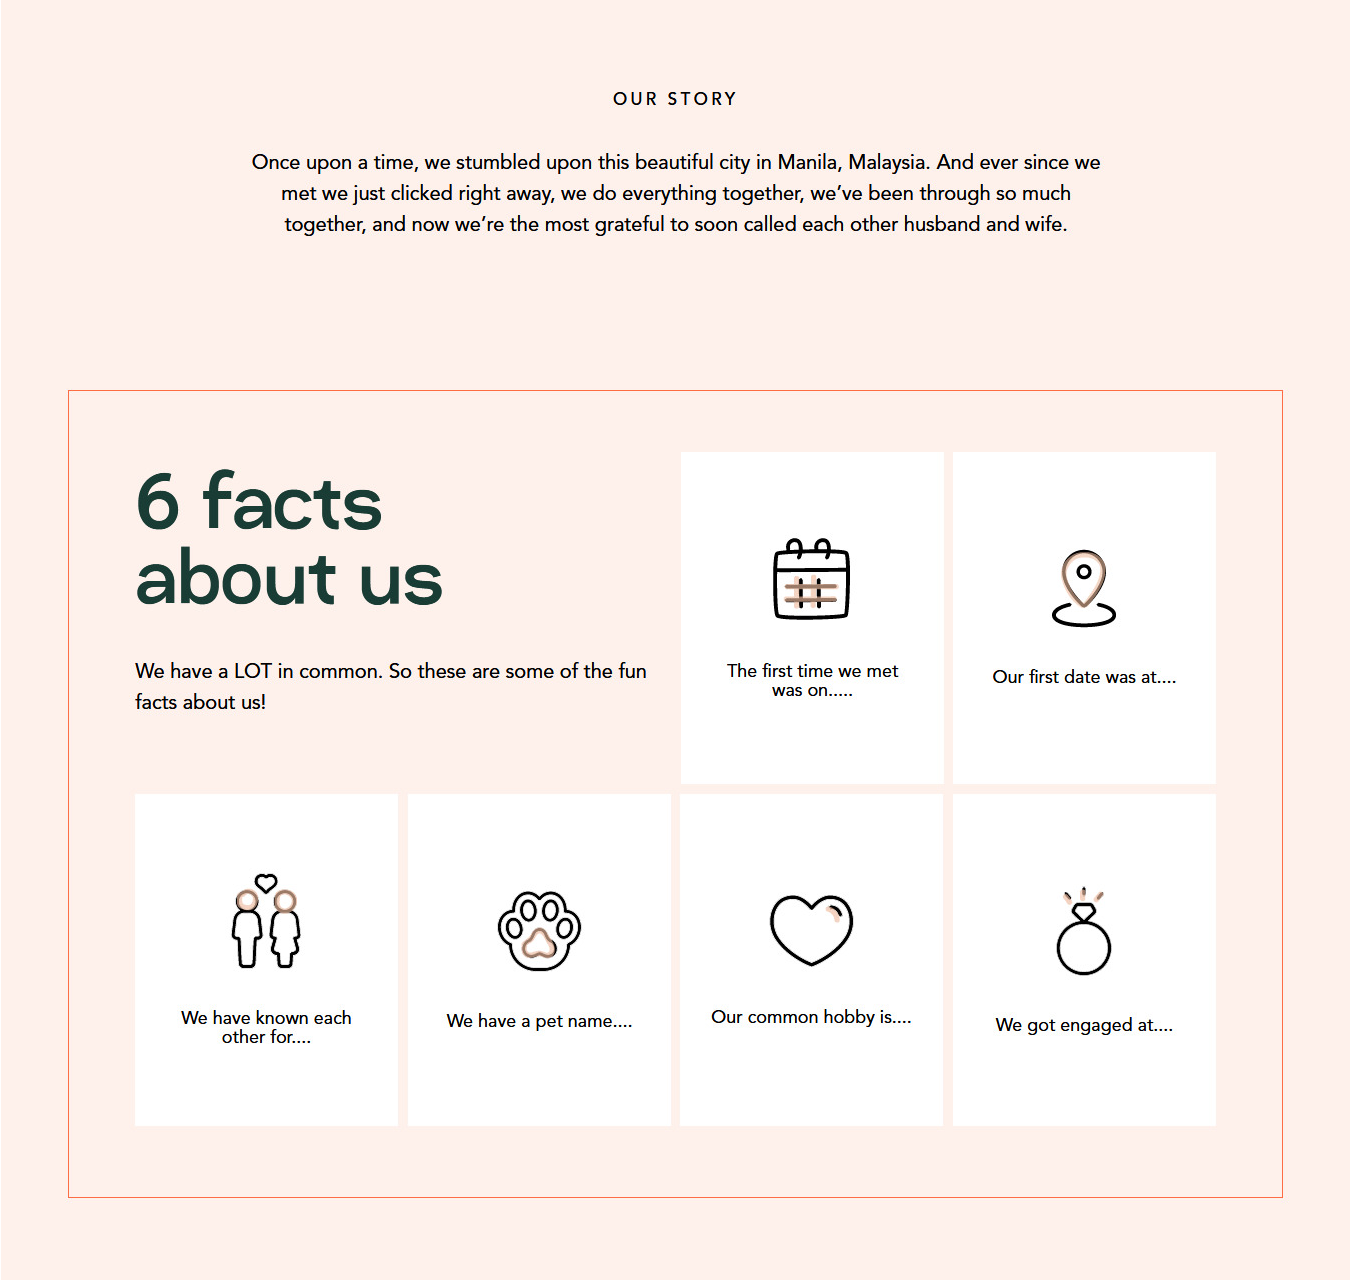 OUR STORY
Once upon a time, we stumbled upon this beautiful city in Manila, Malaysia. And ever since we
met we just clicked right away, we do everything together, we’ve been through so much
together, and now we’re the most grateful to soon called each other husband and wife.
6 facts
about us
We have a LOT in common. So these are some of the fun
facts about us!
The first time we met
was on.....
Our first date was at....
We have known each
other for....
We have a pet name....
Our common hobby is....
We got engaged at....